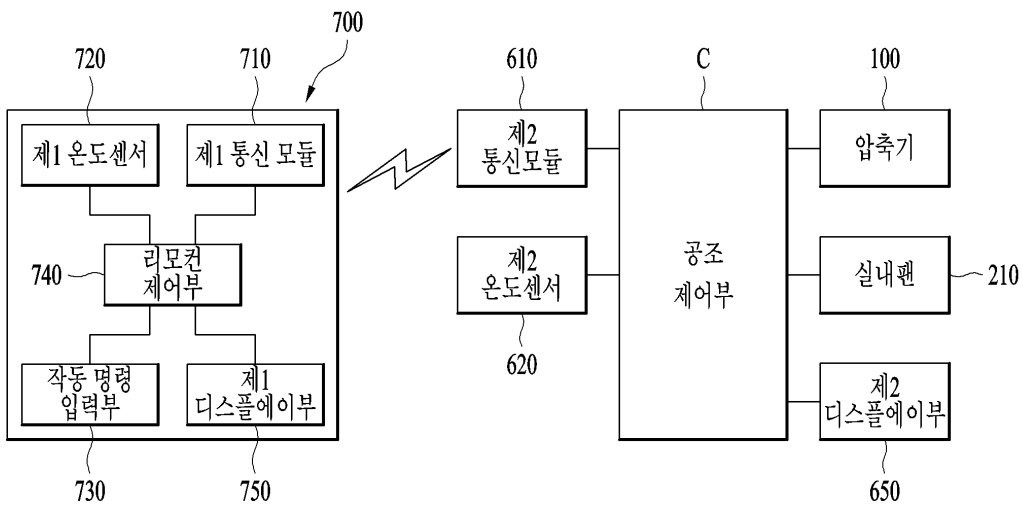 700
720
710
610
C
100
제1 온도센서
제1 통신 모듈
제2
통신모듈
압축기
740
리모컨
제어부
제2
온도센서
공조
제어부
실내팬
210
620
작동 명령
입력부
제1
디스플에이부
제2
디스플에이부
730
750
650